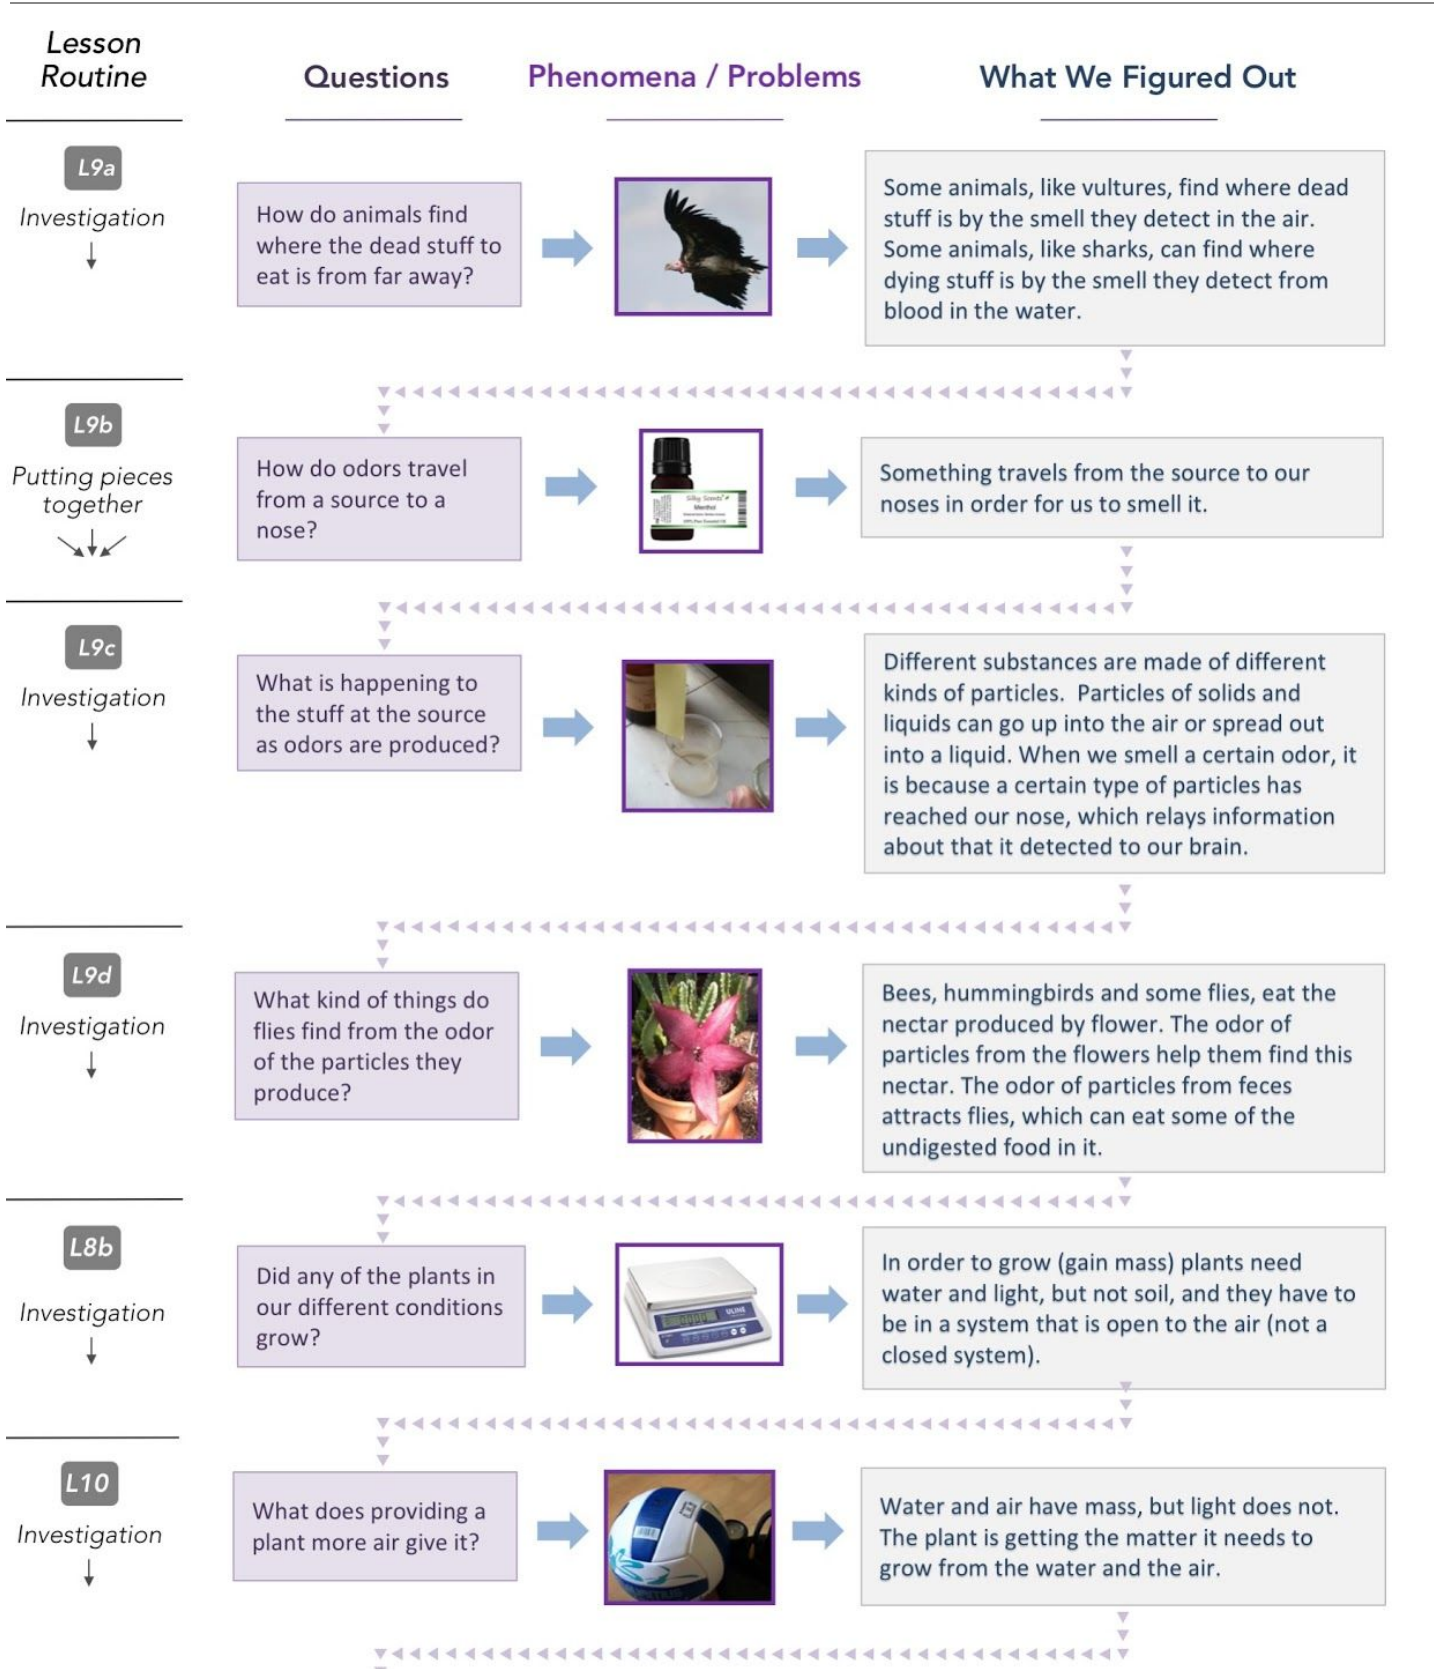 Lesson
Routine
Questions
Phenomena / Problems
What We Figured Out
L9a
Investigation
How do animals find
where the dead stuff to
eat is from far away?
Some animals, like vultures, find where dead
stuff is by the smell they detect in the air.
Some animals, like sharks, can find where
dying stuff is by the smell they detect from
blood in the water.
L9b
Putting pieces
together
How do odors travel
from a source to a
nose?
Silky Scents
Menthol
Something travels from the source to our
noses in order for us to smell it.
L9c
Investigation
What is happening to
the stuff at the source
as odors are produced?
Different substances are made of different
kinds of particles.  Particles of solids and
liquids can go up into the air or spread out
into a liquid. When we smell a certain odor, it
is because a certain type of particles has
reached our nose, which relays information
about that it detected to our brain.
L9d
Investigation
What kind of things do
flies find from the odor
of the particles they
produce?
Bees, hummingbirds and some flies, eat the
nectar produced by flower. The odor of
particles from the flowers help them find this
nectar. The odor of particles from feces
attracts flies, which can eat some of the
undigested food in it.
L8b
Investigation
Did any of the plants in
our different conditions
grow?
ULINE
In order to grow (gain mass) plants need
water and light, but not soil, and they have to
be in a system that is open to the air (not a
closed system).
L10
Investigation
What does providing a
plant more air give it?
Water and air have mass, but light does not.
The plant is getting the matter it needs to
grow from the water and the air.